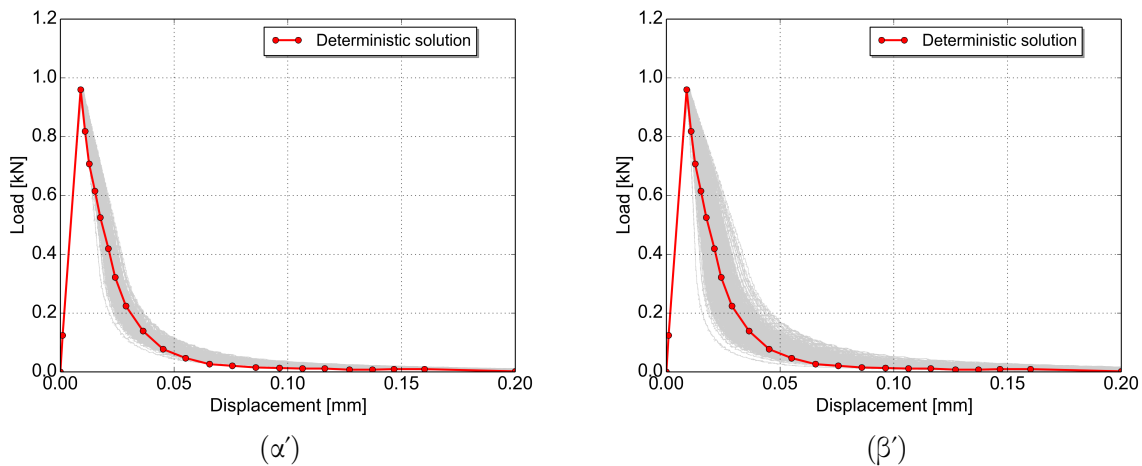 1.2
Deterministic solution
1.0
0.8
0.6
0.4
0.2
0.0
Load [kN]
0.00 0.05 0.10 0.15 0.20
Displacement [mm]
(α′)
1.2
Deterministic solution
1.0
0.8
0.6
0.4
0.2
0.0
Load [kN]
0.00 0.05 0.10 0.15 0.20
Displacement [mm]
(β′)